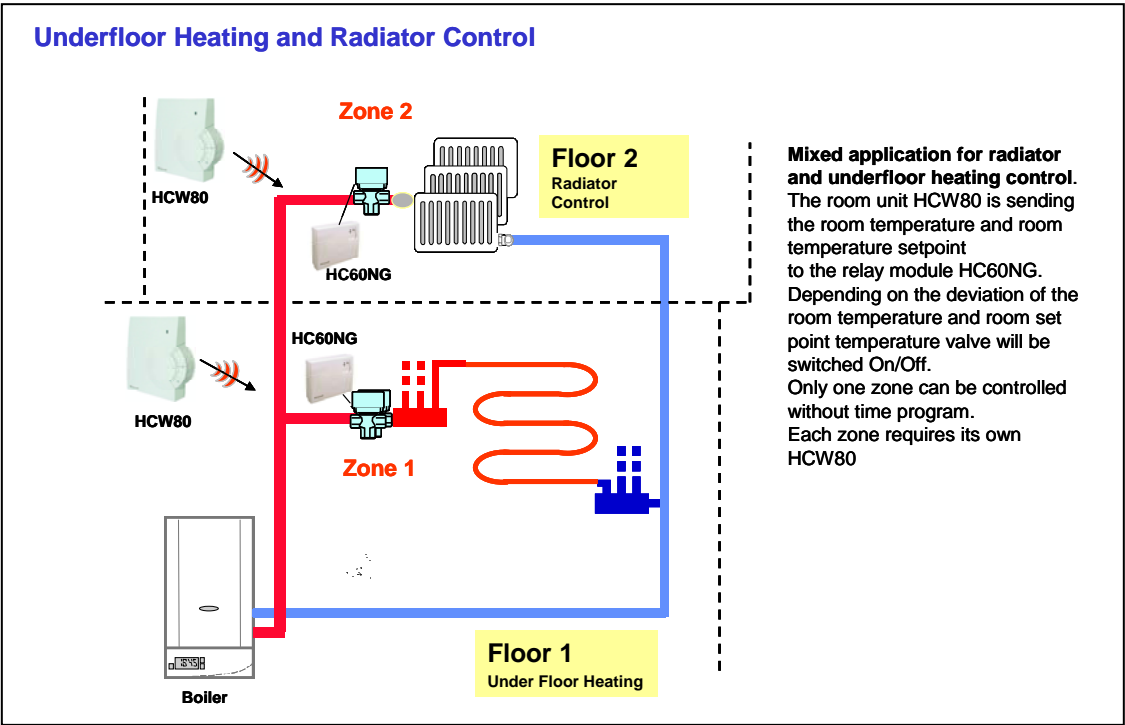 Underfloor Heating and Radiator Control
Zone 2
HCW80
HC60NG
Floor 2
Radiator
Control
Mixed application for radiator
and underfloor heating control.
The room unit HCW80 is sending
the room temperature and room
temperature setpoint
to the relay module HC60NG.
Depending on the deviation of the
room temperature and room set
point temperature valve will be
switched On/Off.
Only one zone can be controlled
without time program.
Each zone requires its own
HCW80
HCW80
HC60NG
Zone 1
Boiler
Floor 1
Under Floor Heating